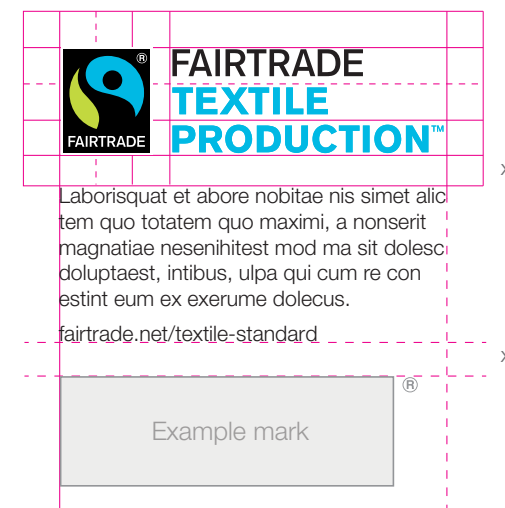 FAIRTRADE
®
FAIRTRADE
TEXTILE
PRODUCTION™
Laborisquat et abore nobitae nis simet alic
tem quo totatem quo maximi, a nonserit
magnatiae nesenihitest mod ma sit dolesc
doluptaest, intibus, ulpa qui cum re con
estint eum ex exerume dolecus.
fairtrade.net/textile-standard
Example mark
®